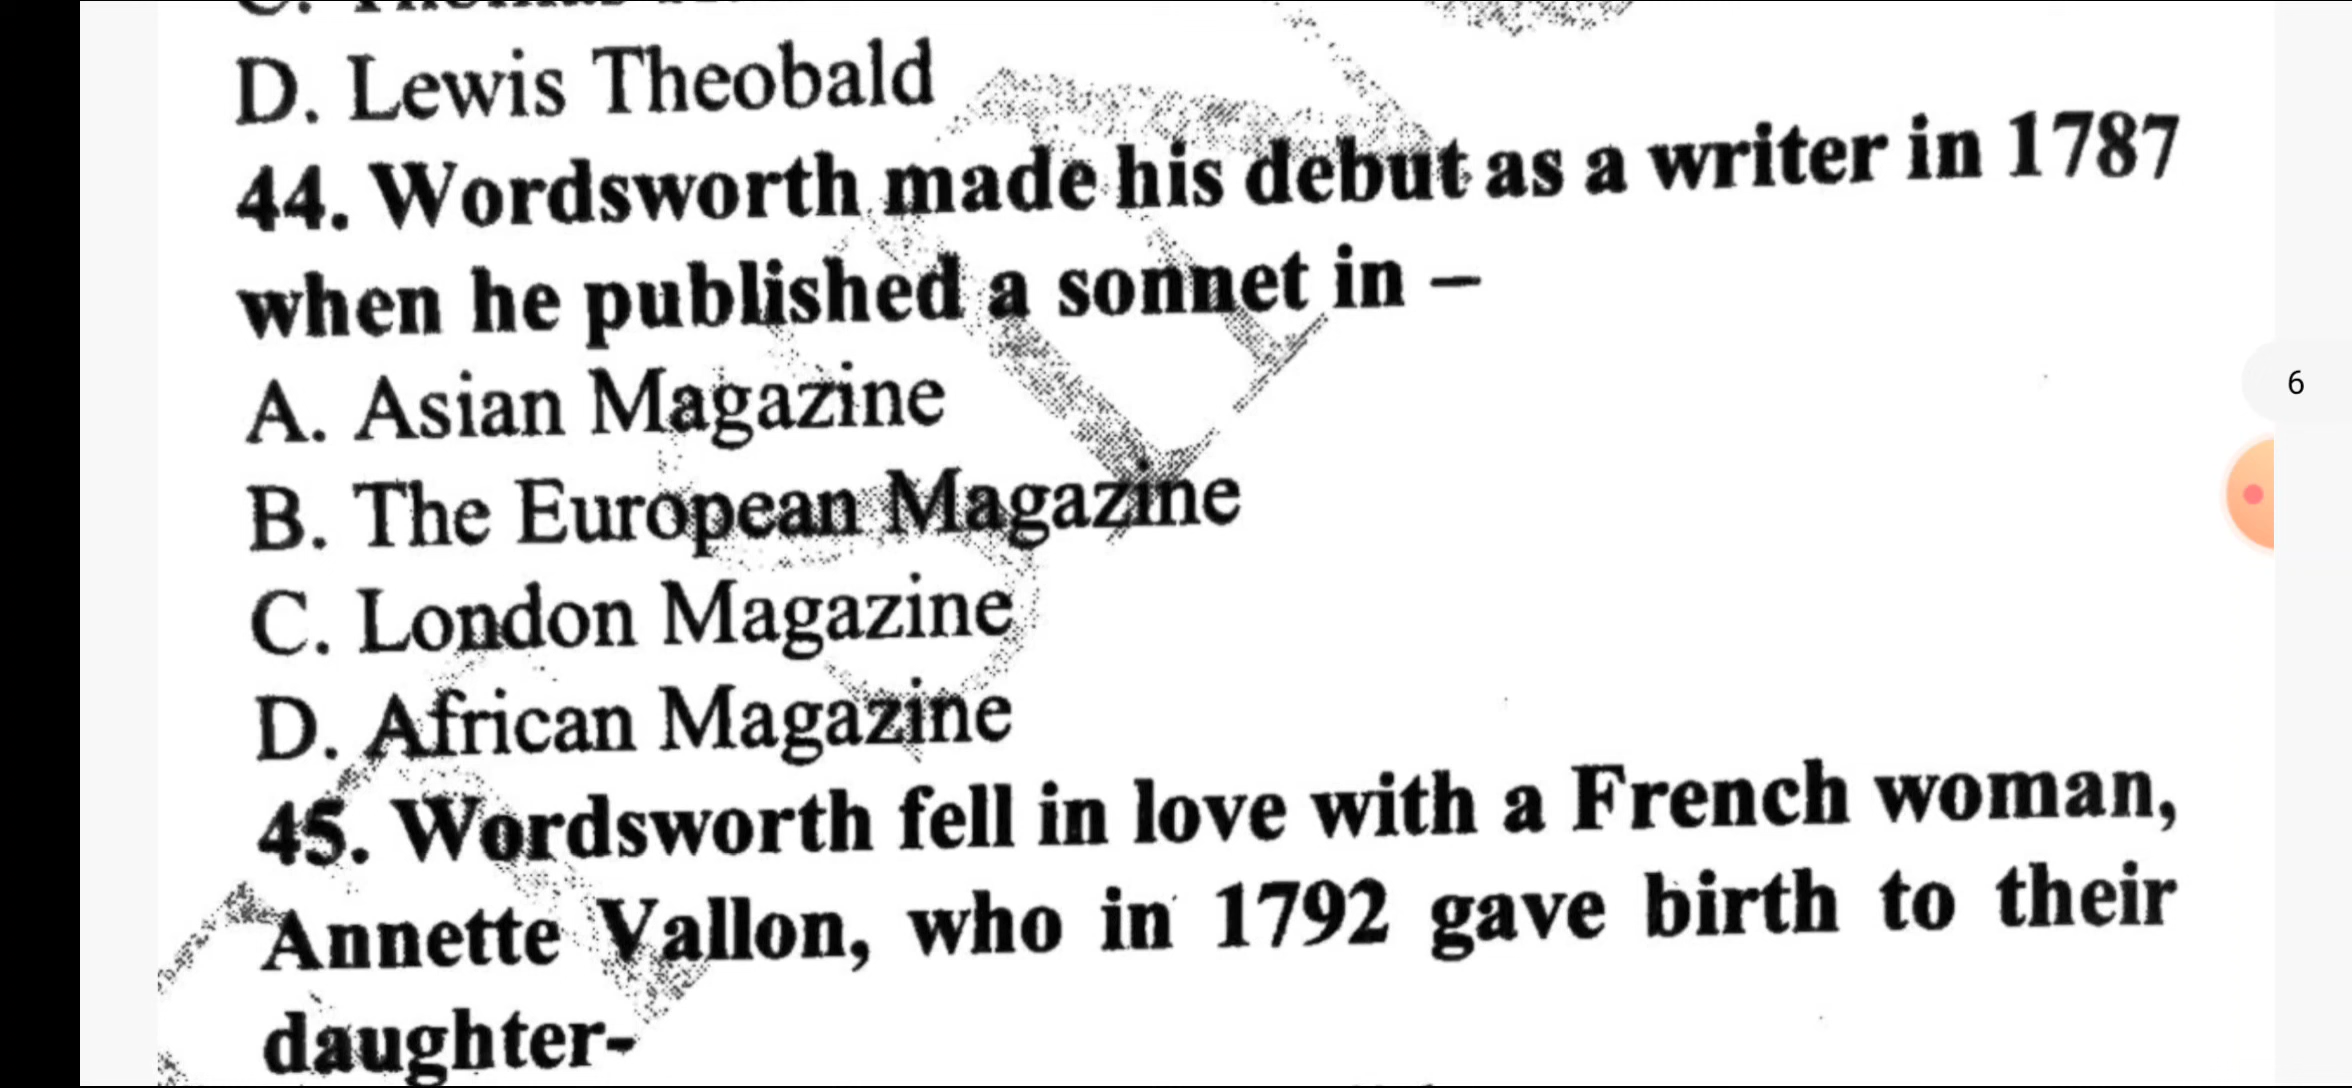 D. Lewis Theobald
44. Wordsworth made his debut as a writer in 1787
when he published a sonnet in –
A. Asian Magazine
B. The European Magazine
C. London Magazine
D. African Magazine
45. Wordsworth fell in love with a French woman,
Annette Vallon, who in 1792 gave birth to their
daughter-
6